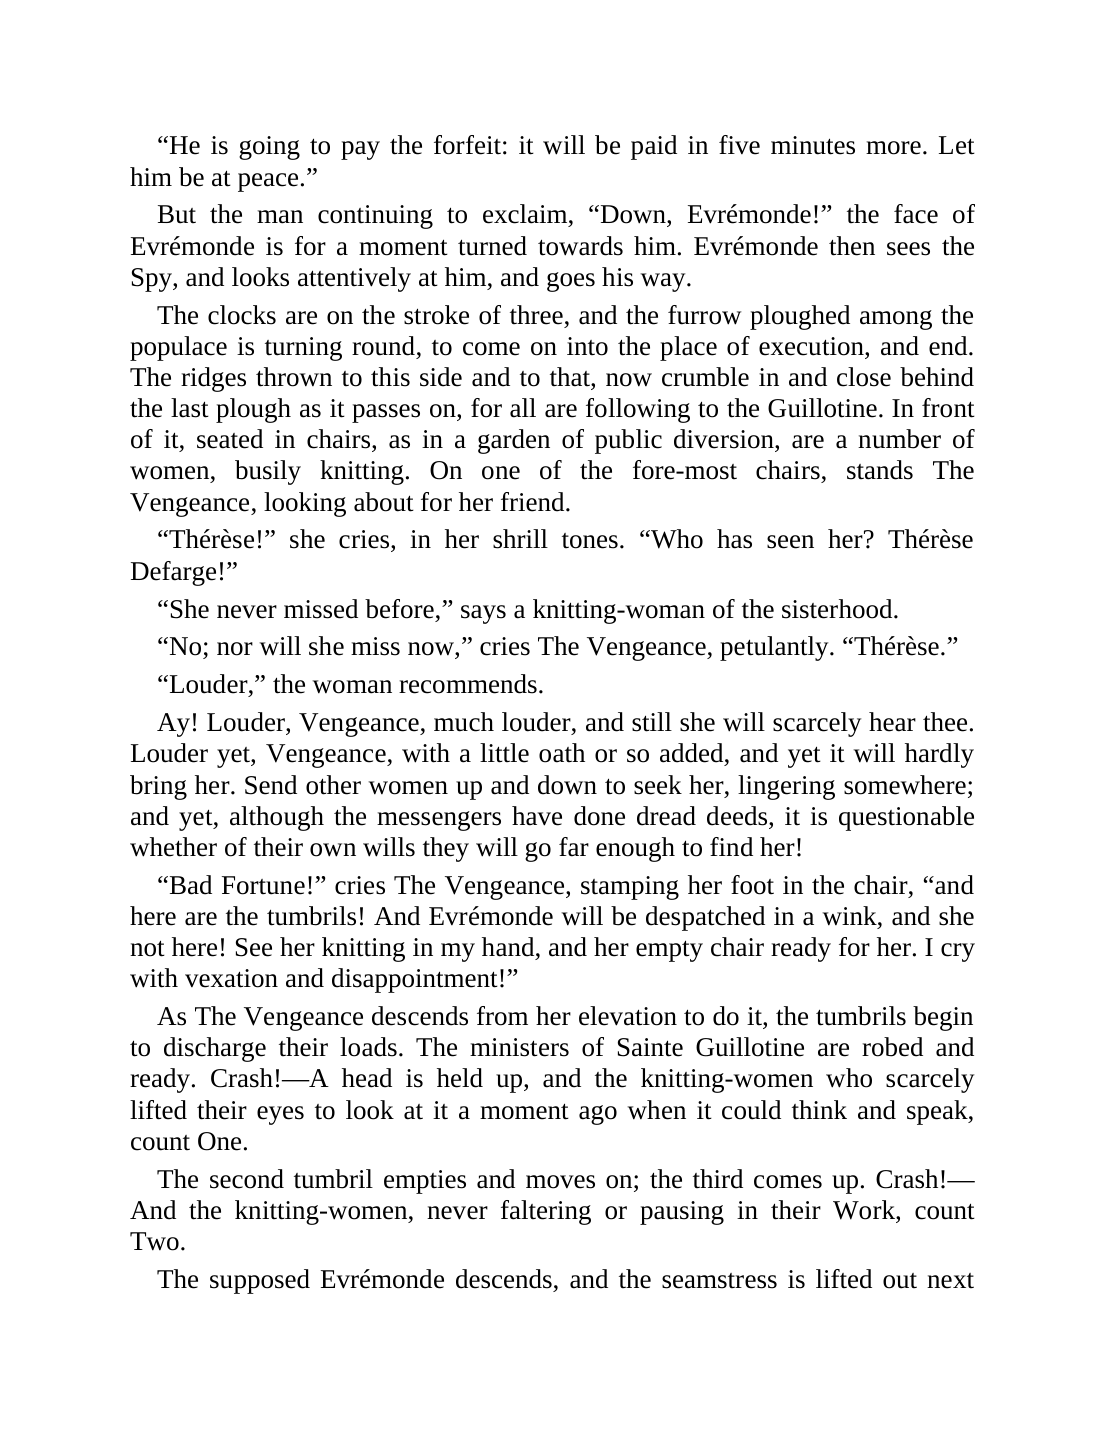 “He is going to pay the forfeit: it will be paid in five minutes more. Let
him be at peace.”
But the man continuing to exclaim, “Down, Evrémonde!” the face of
Evrémonde is for a moment turned towards him. Evrémonde then sees the
Spy, and looks attentively at him, and goes his way.
The clocks are on the stroke of three, and the furrow ploughed among the
populace is turning round, to come on into the place of execution, and end.
The ridges thrown to this side and to that, now crumble in and close behind
the last plough as it passes on, for all are following to the Guillotine. In front
of it, seated in chairs, as in a garden of public diversion, are a number of
women, busily knitting. On one of the fore-most chairs, stands The
Vengeance, looking about for her friend.
“Thérèse!” she cries, in her shrill tones. “Who has seen her? Thérèse
Defarge!”
“She never missed before,” says a knitting-woman of the sisterhood.
“No; nor will she miss now,” cries The Vengeance, petulantly. “Thérèse.”
“Louder,” the woman recommends.
Ay! Louder, Vengeance, much louder, and still she will scarcely hear thee.
Louder yet, Vengeance, with a little oath or so added, and yet it will hardly
bring her. Send other women up and down to seek her, lingering somewhere;
and yet, although the messengers have done dread deeds, it is questionable
whether of their own wills they will go far enough to find her!
“Bad Fortune!” cries The Vengeance, stamping her foot in the chair, “and
here are the tumbrils! And Evrémonde will be despatched in a wink, and she
not here! See her knitting in my hand, and her empty chair ready for her. I cry
with vexation and disappointment!”
As The Vengeance descends from her elevation to do it, the tumbrils begin
to discharge their loads. The ministers of Sainte Guillotine are robed and
ready. Crash!—A head is held up, and the knitting-women who scarcely
lifted their eyes to look at it a moment ago when it could think and speak,
count One.
The second tumbril empties and moves on; the third comes up. Crash!—
And the knitting-women, never faltering or pausing in their Work, count
Two.
The supposed Evrémonde descends, and the seamstress is lifted out next